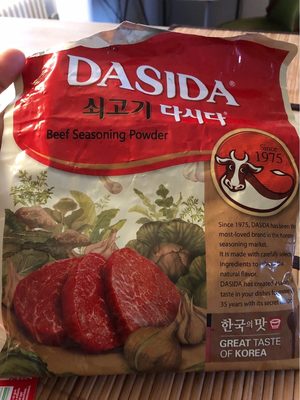 DASIDA®
쇠고기 다시다®
Beef Seasoning Powder
Since
1975
Since 1975, DASIDA has been the
most-loved brand in the
seasoning market.
It is made with carefully
Ingredients to
natural flavor.
DASIDA has created
taste in your dishes
35 years with its secret
한국의 맛
GREAT TASTE
OF KOREA